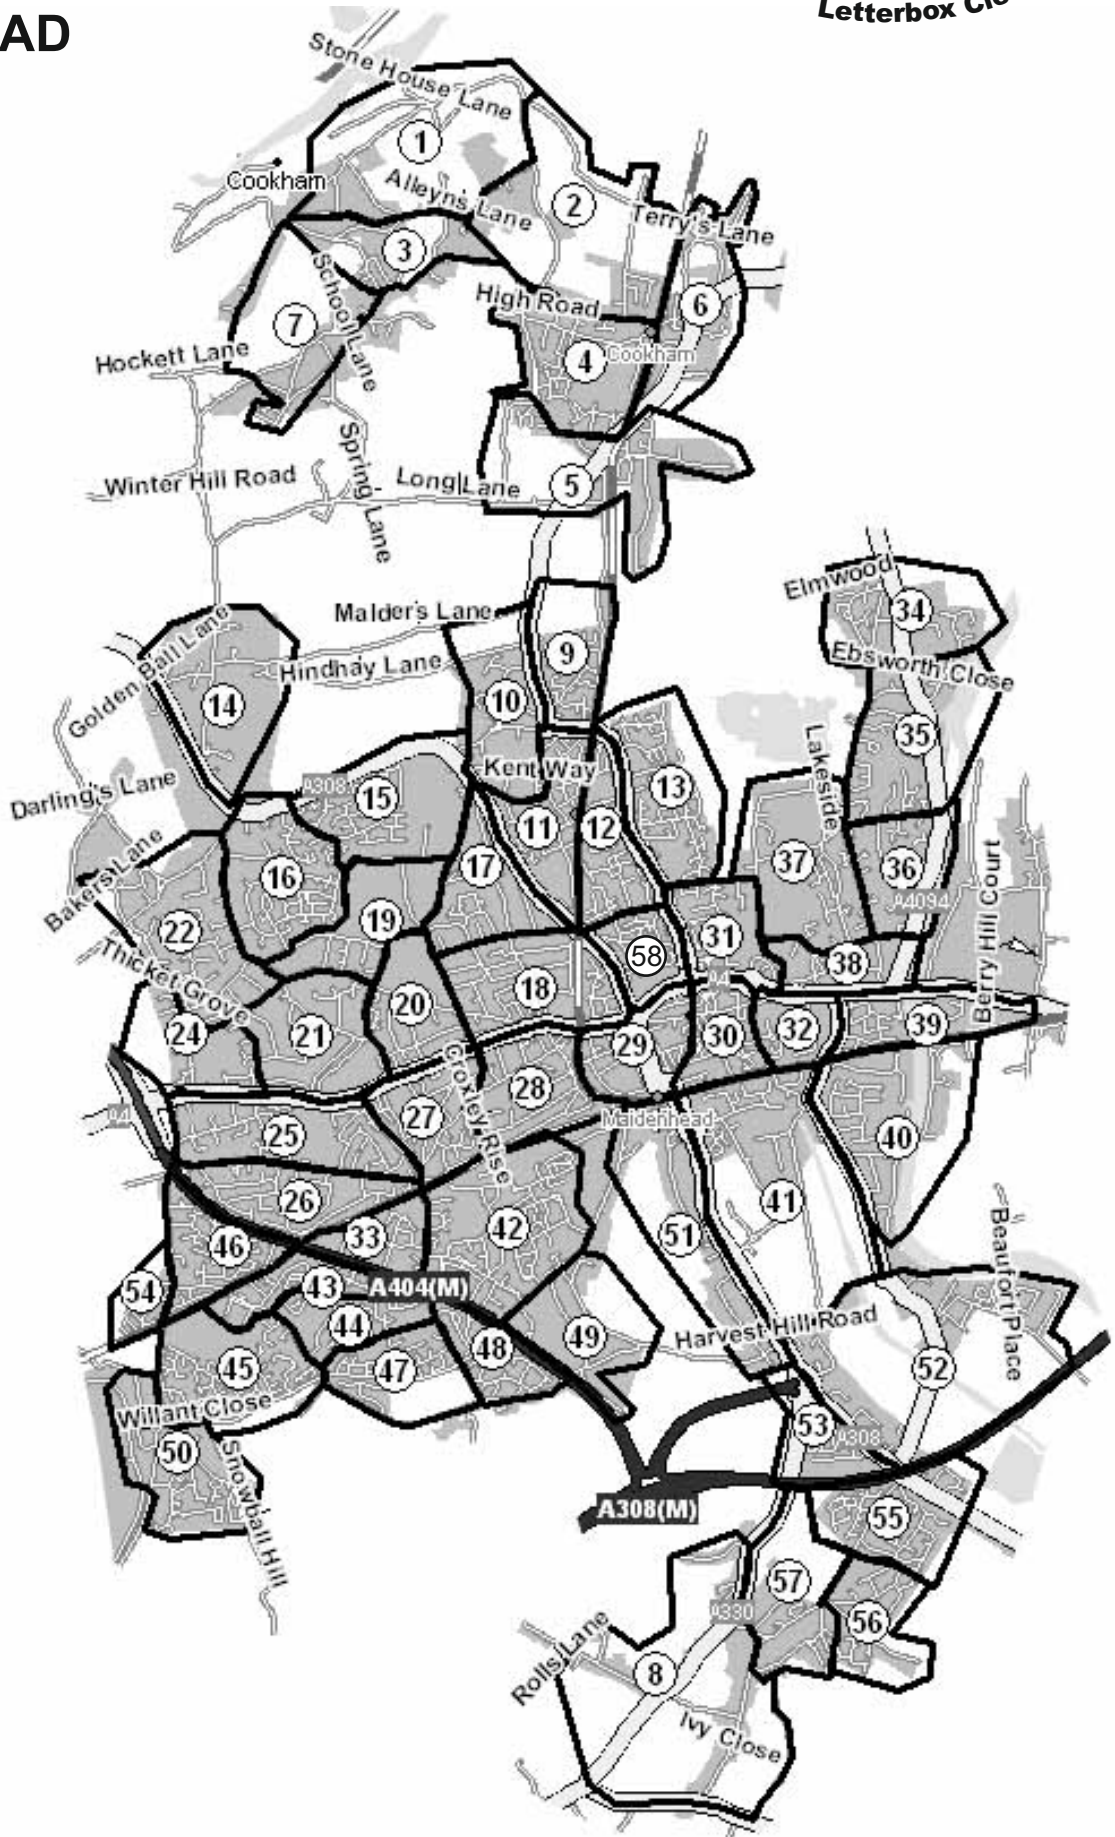 AD
Letterbox Clo
Stone House Lane
1
Cookham
Alleyns Lane
2
Terry's Lane
3
School Lane
High Road
6
7
Hockett Lane
4
Cookham
Spring Lane
Winter Hill Road
Long Lane
5
Elmwood
34
Malder's Lane
Ebsworth Close
9
Golden Ball Lane
Hindhay Lane
10
14
35
Lakeside
Kent Way
13
Darling's Lane
A308
15
11
12
37
36
17
16
Bakers Lane
A4094
Berry Hill Court
22
19
31
58
38
Thicket Grove
A4
18
20
24
21
29
30
32
39
28
Croxley Rise
A4
27
Maidenhead
25
40
26
41
42
51
46
33
Beaufort Place
54
43
A404(M)
44
49
Harvest Hill Road
48
45
47
52
Willant Close
53
A308
50
Snowball Hill
A308(M)
55
57
A330
56
Rolls Lane
8
Ivy Close